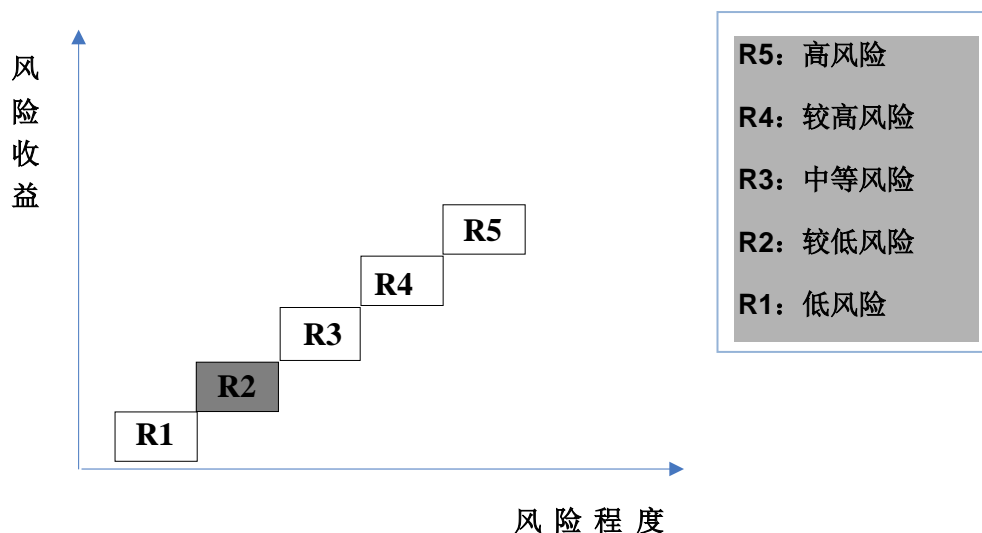 风
险
收
益
R5
R4
R3
R2
R1
风 险 程 度
R5：高风险
R4：较高风险
R3：中等风险
R2：较低风险
R1：低风险